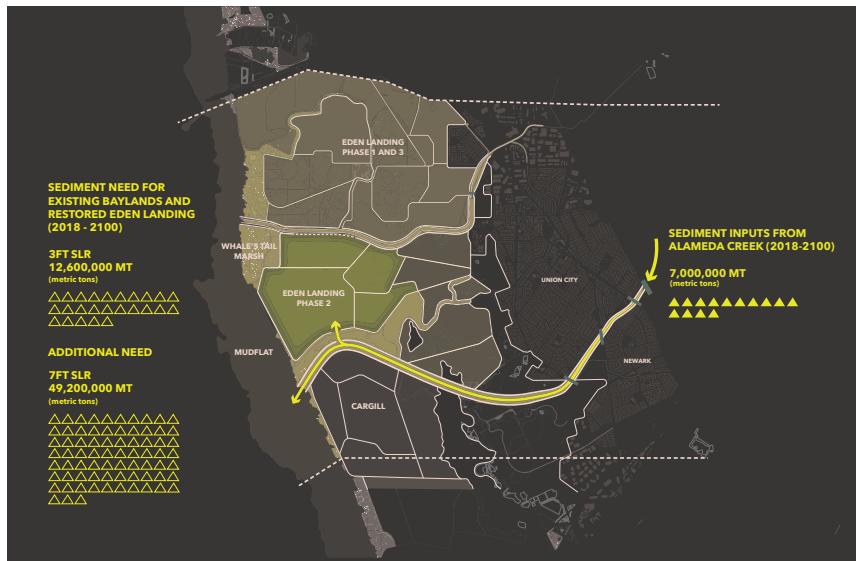 SEDIMENT NEED FOR
EXISTING BAYLANDS AND
RESTORED EDEN LANDING
(2018 - 2100)
3FT SLR
12,600,000 MT
(metric tons)
ADDITIONAL NEED
7FT SLR
49,200,000 MT
(metric tons)
EDEN LANDING
PHASE 1 AND 3
WHALE'S TAIL
MARSH
EDEN LANDING
PHASE 2
MUDFLAT
CARGILL
UNION CITY
NEWARK
SEDIMENT INPUTS FROM
ALAMEDA CREEK (2018-2100)
7,000,000 MT
(metric tons)